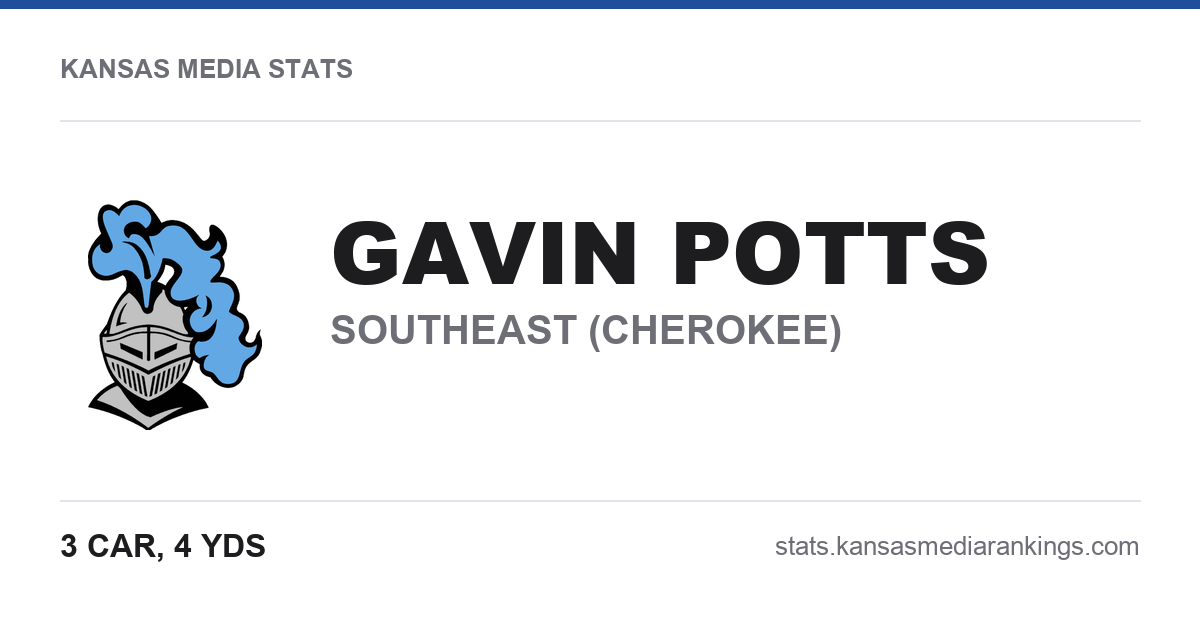 KANSAS MEDIA STATS
GAVIN POTTS
SOUTHEAST (CHEROKEE)
3 CAR, 4 YDS
stats.kansasmediarankings.com